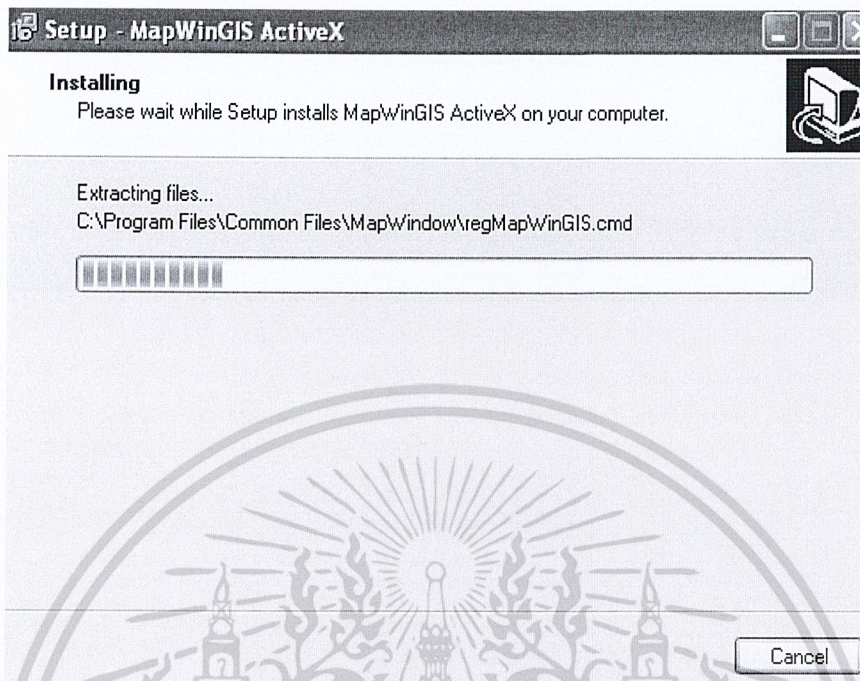 Setup - MapWinGIS ActiveX
Installing
Please wait while Setup installs MapWinGIS ActiveX on your computer.
Extracting files...
C:\Program Files\Common Files\MapWindow\regMapWinGIS.cmd
Cancel